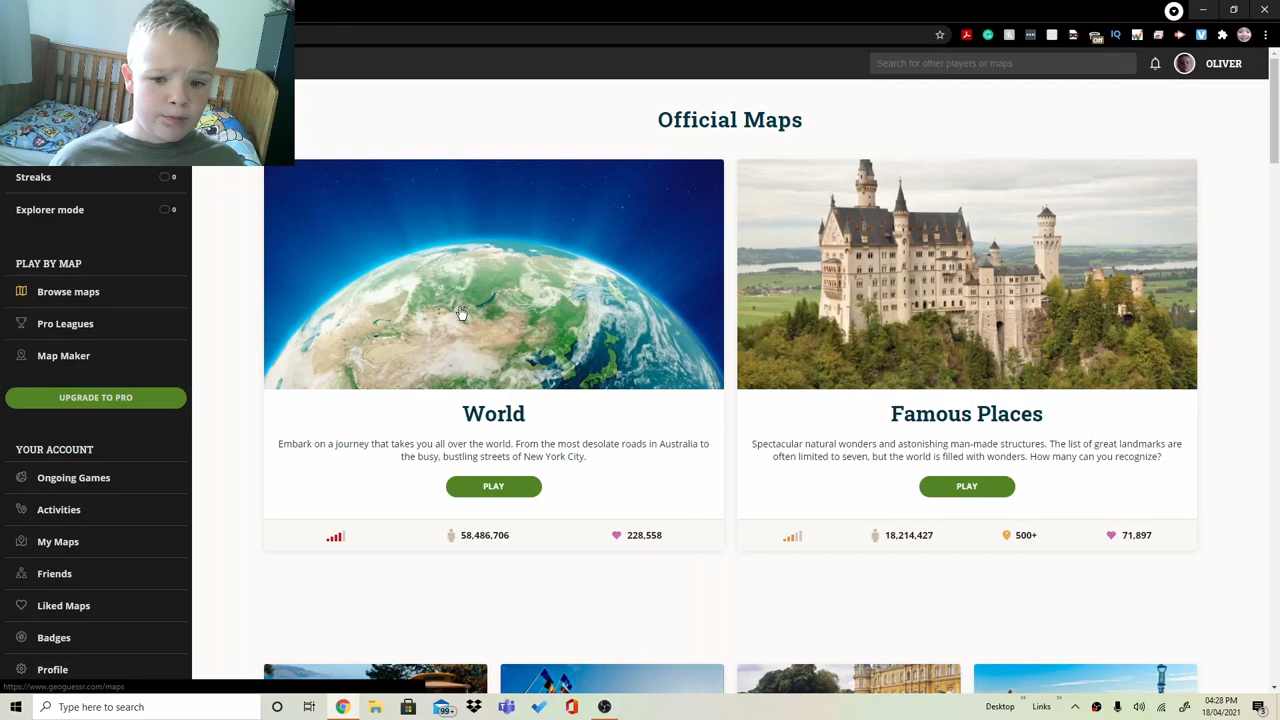 Search for other players or maps
OLIVER
Official Maps
Streaks
0
Explorer mode
0
PLAY BY MAP
Browse maps
Pro Leagues
Map Maker
UPGRADE TO PRO
YOUR ACCOUNT
Ongoing Games
Activities
My Maps
Friends
Liked Maps
Badges
Profile
World
Embark on a journey that takes you all over the world. From the most desolate roads in Australia to
the busy, bustling streets of New York City.
PLAY
58,486,706
228,558
Famous Places
Spectacular natural wonders and astonishing man-made structures. The list of great landmarks are
often limited to seven, but the world is filled with wonders. How many can you recognize?
PLAY
18,214,427
500+
71,897
https://www.geoguessr.com/maps
Type here to search
99+
Desktop
Links
04:28 PM
18/04/2021
3
Off